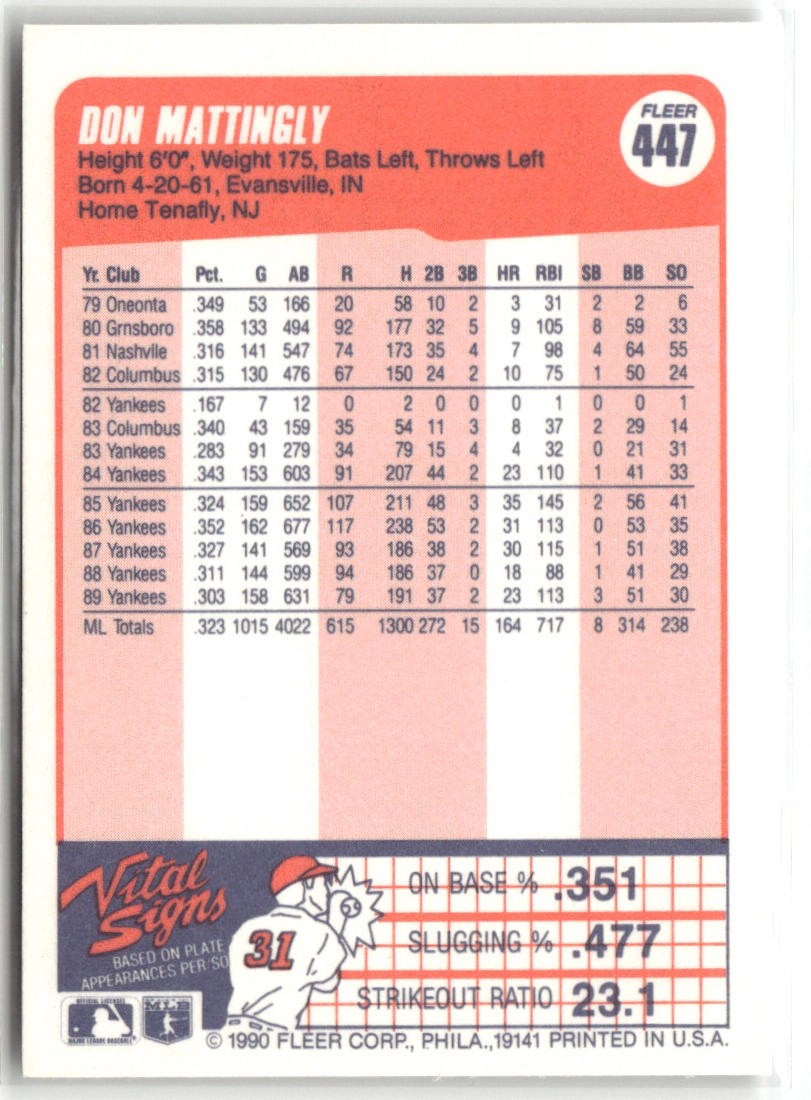 DON MATTINGLY
FLEER
447
Height 6'0", Weight 175, Bats Left, Throws Left
Born 4-20-61, Evansville, IN
Home Tenafly, NJ
Yr. Club Pct. G AB R H 2B 3B HR RBI SB BB SO
79 Oneonta .349 53 166 20 58 10 2 3 31 2 2 6
80 Grnsboro .358 133 494 92 177 32 5 9 105 8 59 33
81 Nashvlle .316 141 547 74 173 35 4 7 98 4 64 55
82 Columbus .315 130 476 67 150 24 2 10 75 1 50 24
82 Yankees .167 7 12 0 2 0 0 0 1 0 0 1
83 Columbus .340 43 159 35 54 11 3 8 37 2 29 14
83 Yankees .283 91 279 34 79 15 4 4 32 0 21 31
84 Yankees .343 153 603 91 207 44 2 23 110 1 41 33
85 Yankees .324 159 652 107 211 48 3 35 145 2 56 41
86 Yankees .352 162 677 117 238 53 2 31 113 0 53 35
87 Yankees .327 141 569 93 186 38 2 30 115 1 51 38
88 Yankees .311 144 599 94 186 37 0 18 88 1 41 29
89 Yankees .303 158 631 79 191 37 2 23 113 3 51 30
ML Totals .323 1015 4022 615 1300 272 15 164 717 8 314 238
Vital
Signs
BASED ON PLATE
APPEARANCES PER/SO
31
ON BASE % .351
SLUGGING % .477
STRIKEOUT RATIO 23.1
OFFICIAL LICENSEE
MAJOR LEAGUE BASEBALL
© 1990 FLEER CORP., PHILA.,19141 PRINTED IN U.S.A.